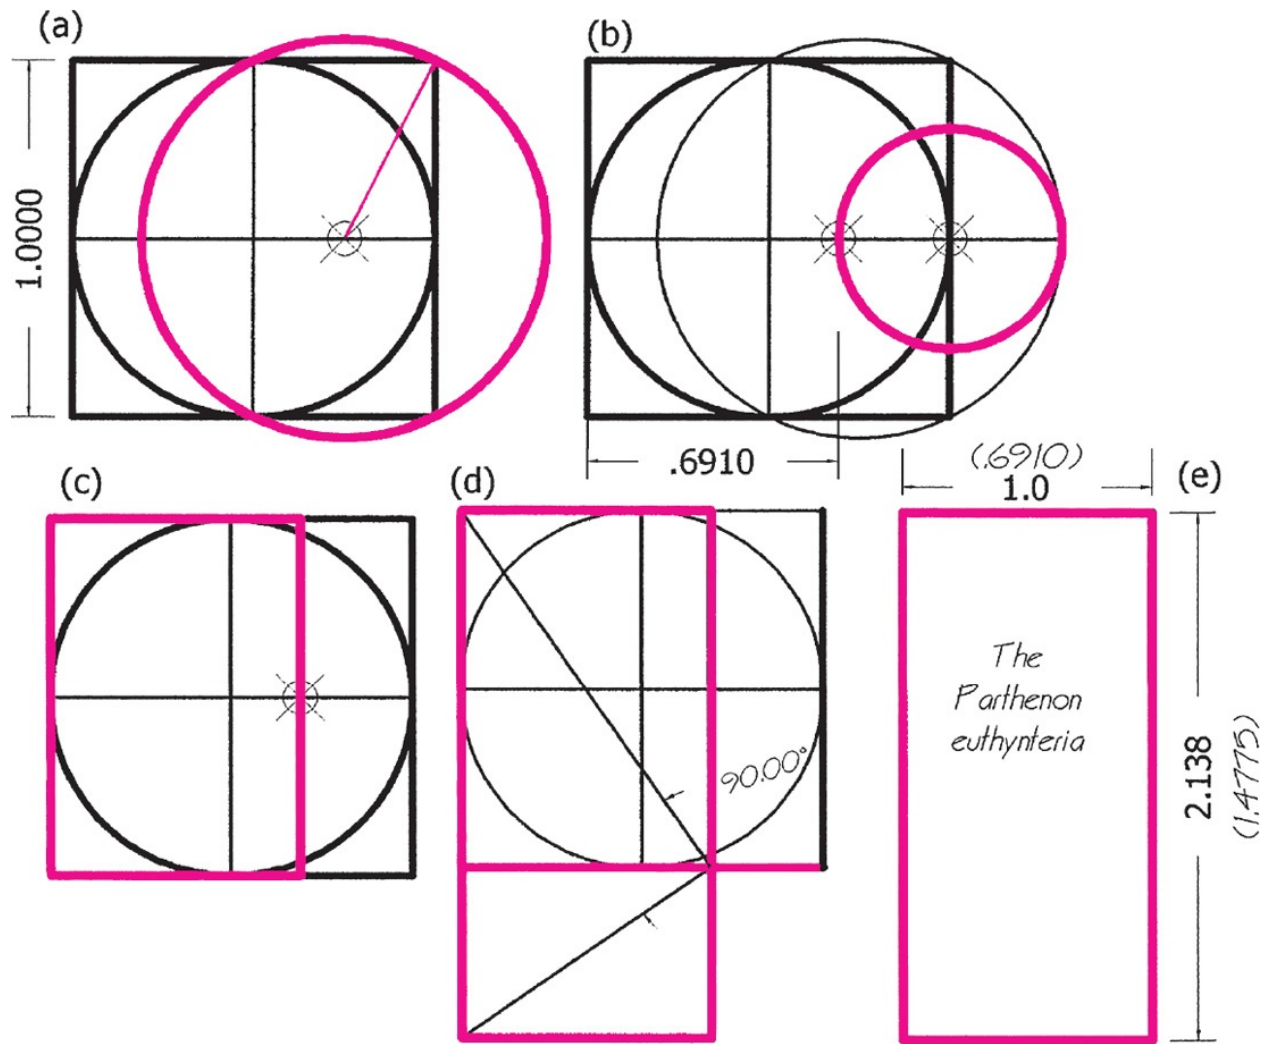 (a)
1.0000
(b)
.6910
(c)
(d)
90.00°
(.6910)
1.0
(e)
The
Parthenon
euthynteria
2.138
(1.4775)